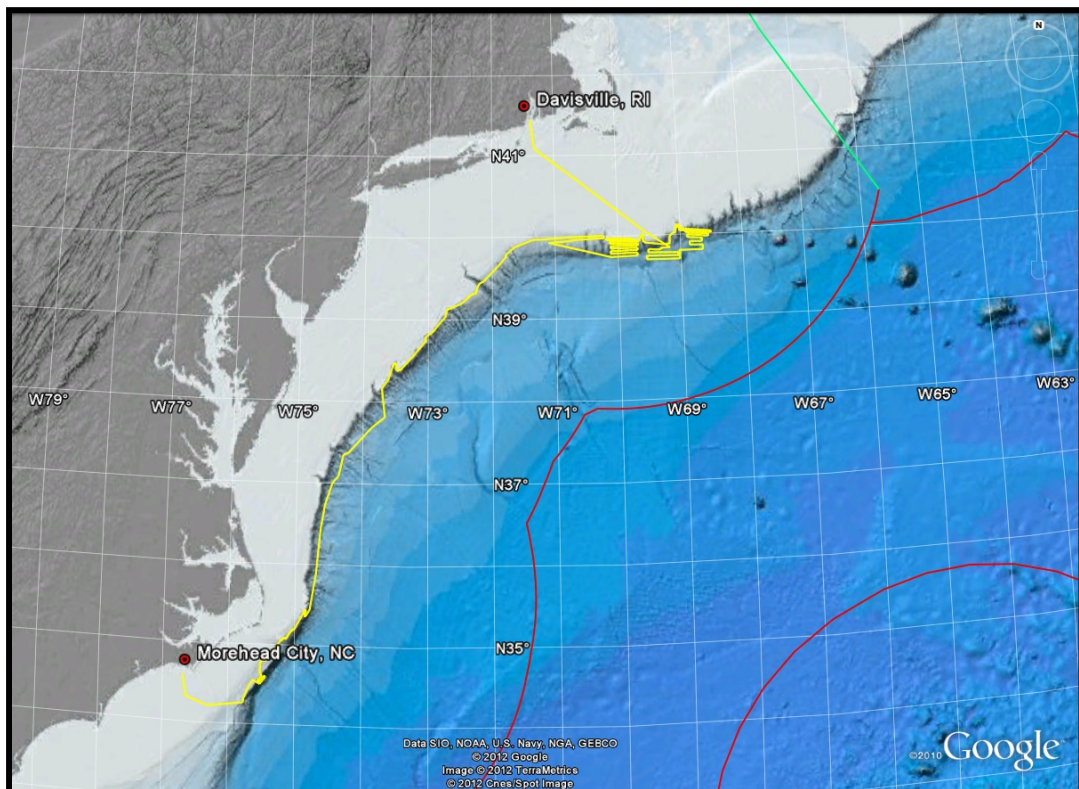 N
Davisville, RI
N41°
N39°
W79°
W77°
W75°
W73°
W71°
W69°
W67°
W65°
W63°
N37°
N35°
Morehead City, NC
Data SIO, NOAA, U.S. Navy, NGA, GEBCO
© 2012 Google
Image © 2012 TerraMetrics
© 2012 Cnes/Spot Image
©2010 Google